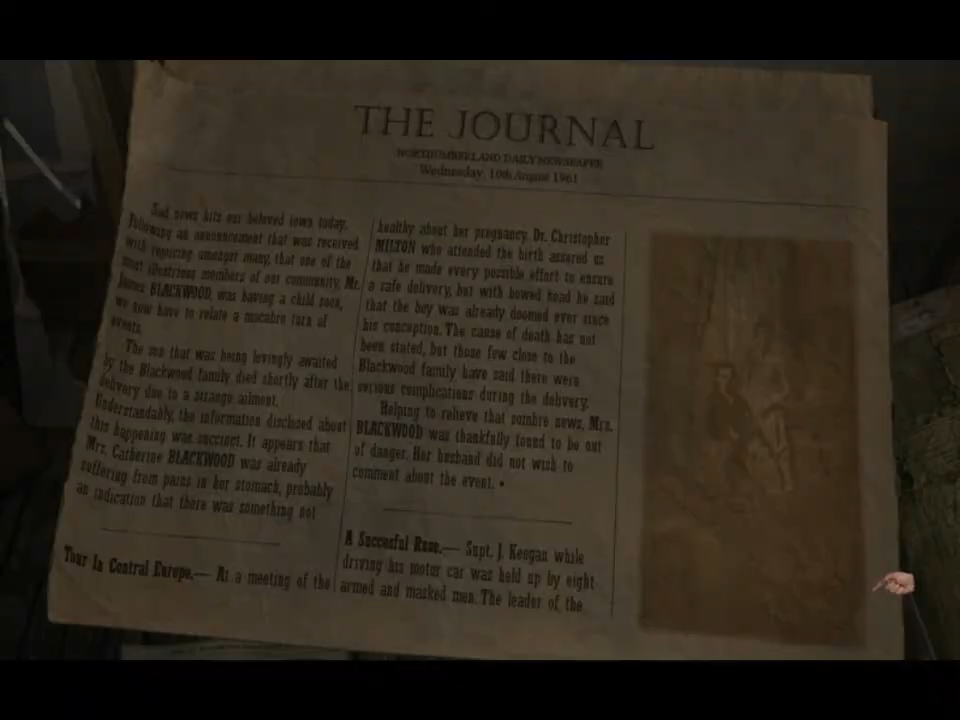 THE JOURNAL
NORTHUMBERLAND DAILY NEWSPAPER
Wednesday, 10th August 1961
Sad news hits our beloved town today.
Following an announcement that was received
with rejoicing amongst many, that one of the
most illustrious members of our community, Mr.
James BLACKWOOD, was having a child soon,
we now have to relate a macabre turn of
events.
The son that was being lovingly awaited
by the Blackwood family died shortly after the
delivery due to a strange ailment.
Understandably, the information disclosed about
this happening was succinct. It appears that
Mrs. Catherine BLACKWOOD was already
suffering from pains in her stomach, probably
an indication that there was something not
Tour In Central Europe.— At a meeting of the
healthy about her pregnancy. Dr. Christopher
MILTON who attended the birth assured us
that he made every possible effort to ensure
a safe delivery, but with bowed head he said
that the boy was already doomed ever since
his conception. The cause of death has not
been stated, but those few close to the
Blackwood family have said there were
serious complications during the delivery.
Helping to relieve that sombre news, Mrs.
BLACKWOOD was thankfully found to be out
of danger. Her husband did not wish to
comment about the event. •
A Succesful Ruse.— Supt. J. Keegan while
driving his motor car was held up by eight
armed and masked men. The leader of the